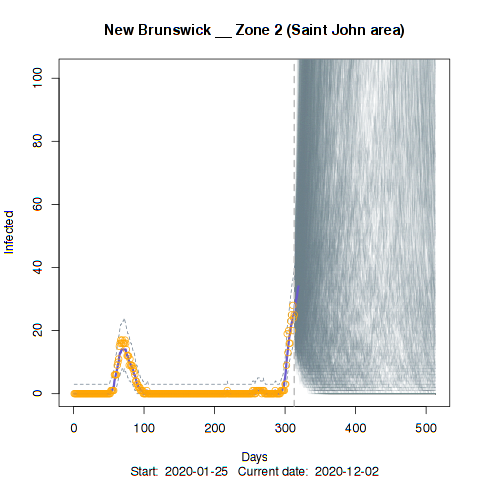 New Brunswick __ Zone 2 (Saint John area)
100
80
60
40
20
0
Infected
0 100 200 300 400 500
Days
Start: 2020-01-25 Current date: 2020-12-02